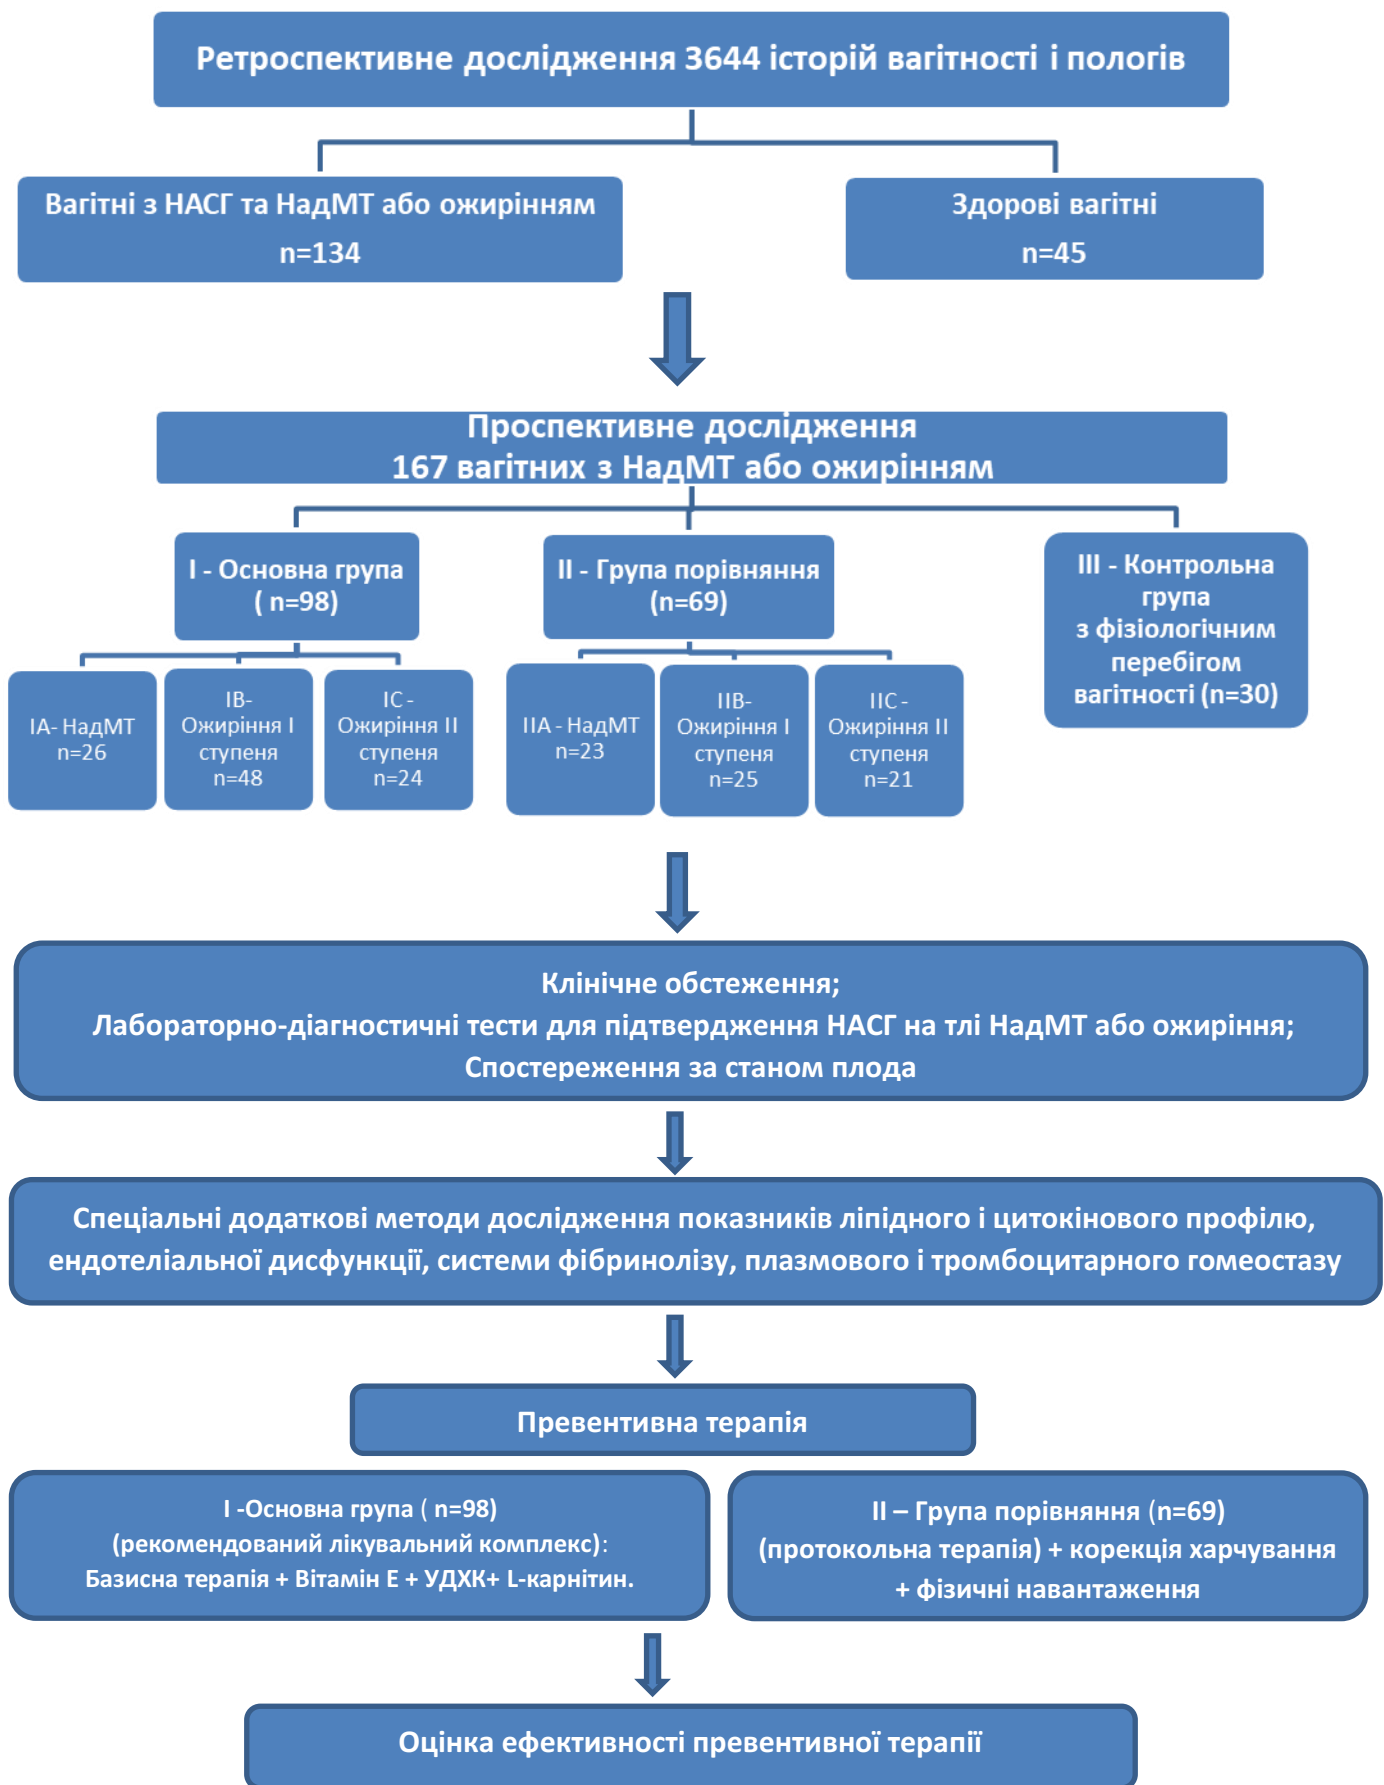 Ретроспективне дослідження 3644 історій вагітності і пологів
Вагітні з НАСГ та НадМТ або ожирінням
n=134
Здорові вагітні
n=45
Проспективне дослідження
167 вагітних з НадМТ або ожирінням
I - Основна група
( n=98)
II - Група порівняння
(n=69)
III - Контрольна
група
з фізіологічним
перебігом
вагітності (n=30)
IA- НадМТ
n=26
IB-
Ожиріння I
ступеня
n=48
IC -
Ожиріння II
ступеня
n=24
IIA - НадМТ
n=23
IIB-
Ожиріння I
ступеня
n=25
IIC -
Ожиріння II
ступеня
n=21
Клінічне обстеження;
Лабораторно-діагностичні тести для підтвердження НАСГ на тлі НадМТ або ожиріння;
Спостереження за станом плода
Спеціальні додаткові методи дослідження показників ліпідного і цитокінового профілю,
ендотеліальної дисфункції, системи фібринолізу, плазмового і тромбоцитарного гомеостазу
Превентивна терапія
I -Основна група ( n=98)
(рекомендований лікувальний комплекс):
Базисна терапія + Вітамін Е + УДХК+ L-карнітин.
II – Група порівняння (n=69)
(протокольна терапія) + корекція харчування
+ фізичні навантаження
Оцінка ефективності превентивної терапії